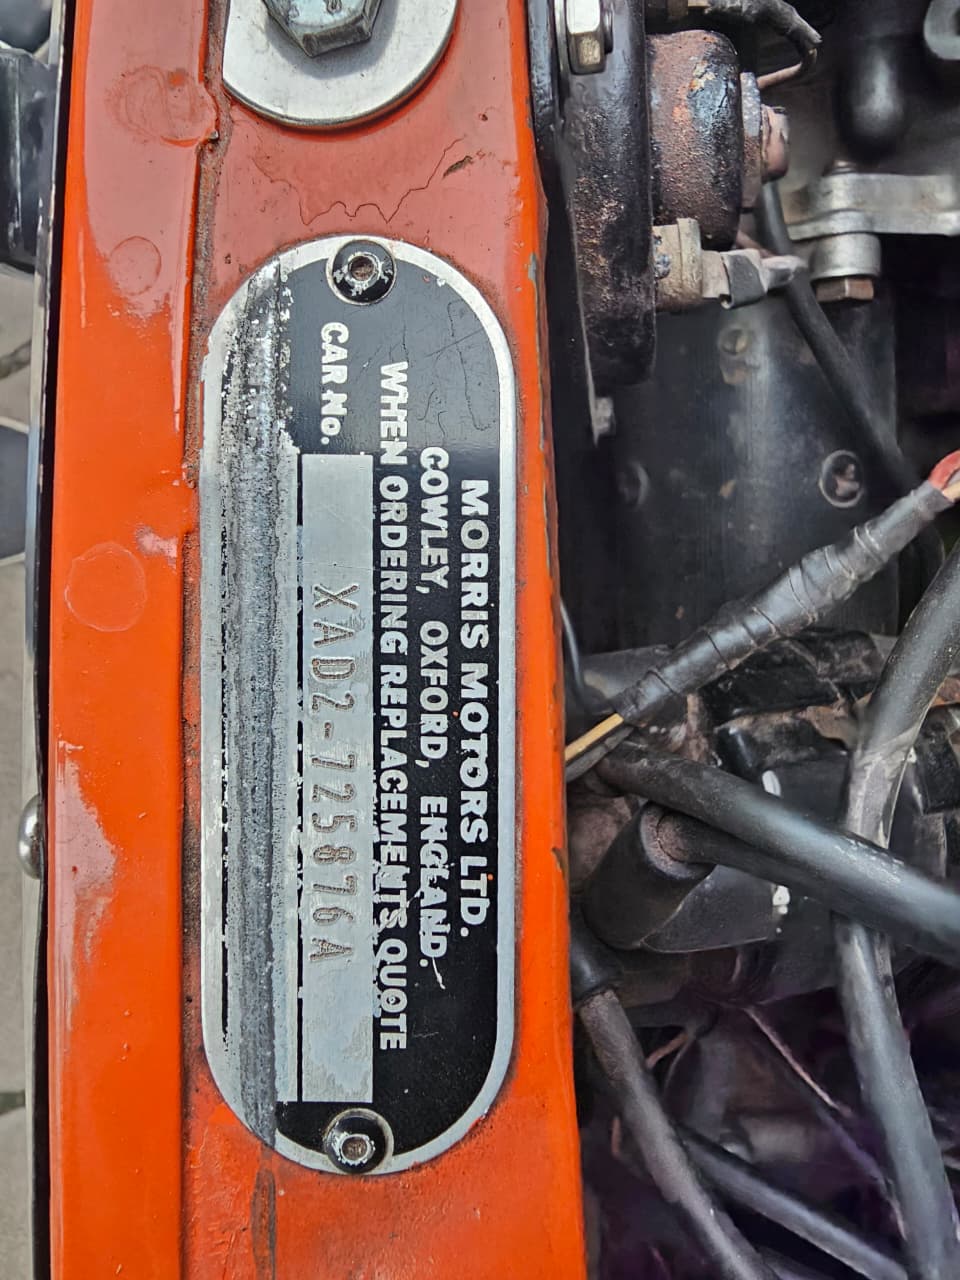 MORRIS MOTORS LTD.
COWLEY, OXFORD, ENGLAND.
WHEN ORDERING REPLACEMENTS QUOTE
CAR No. XAD2-725876A